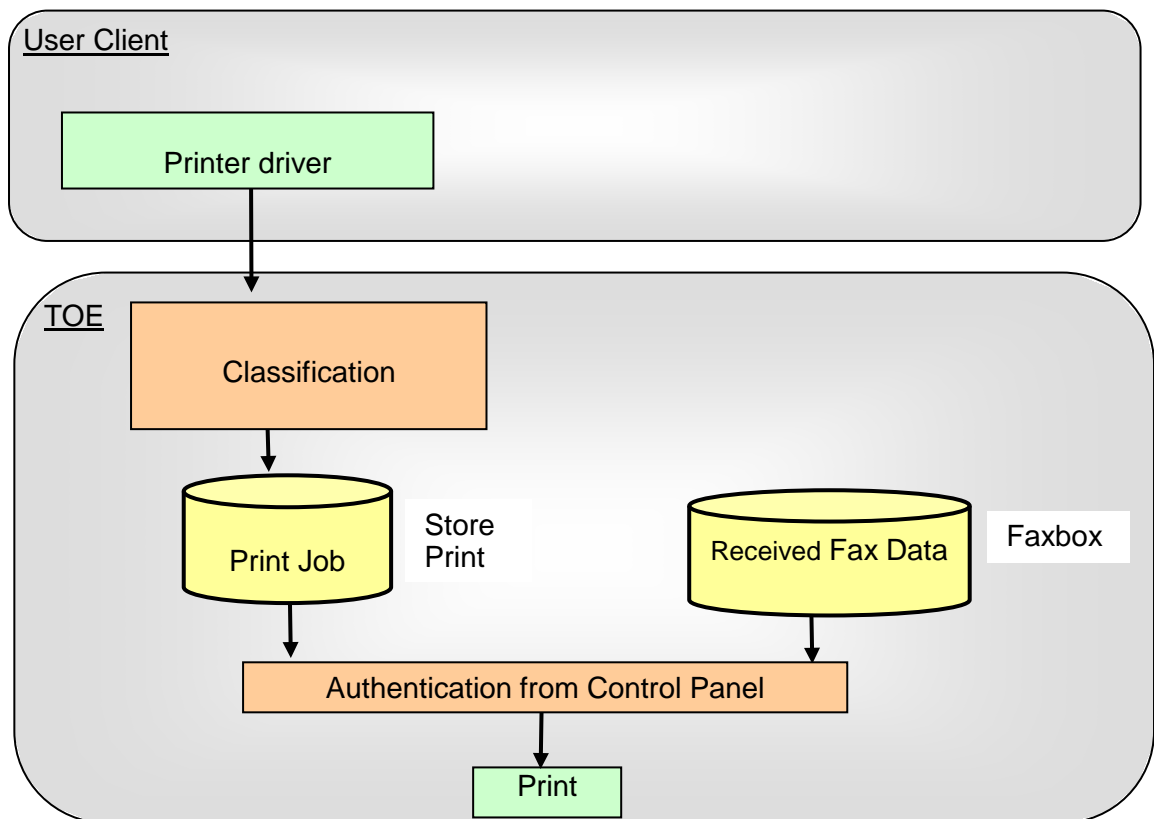 User Client
Printer driver
TOE
Classification
Print Job
Store
Print
Received Fax Data
Faxbox
Authentication from Control Panel
Print